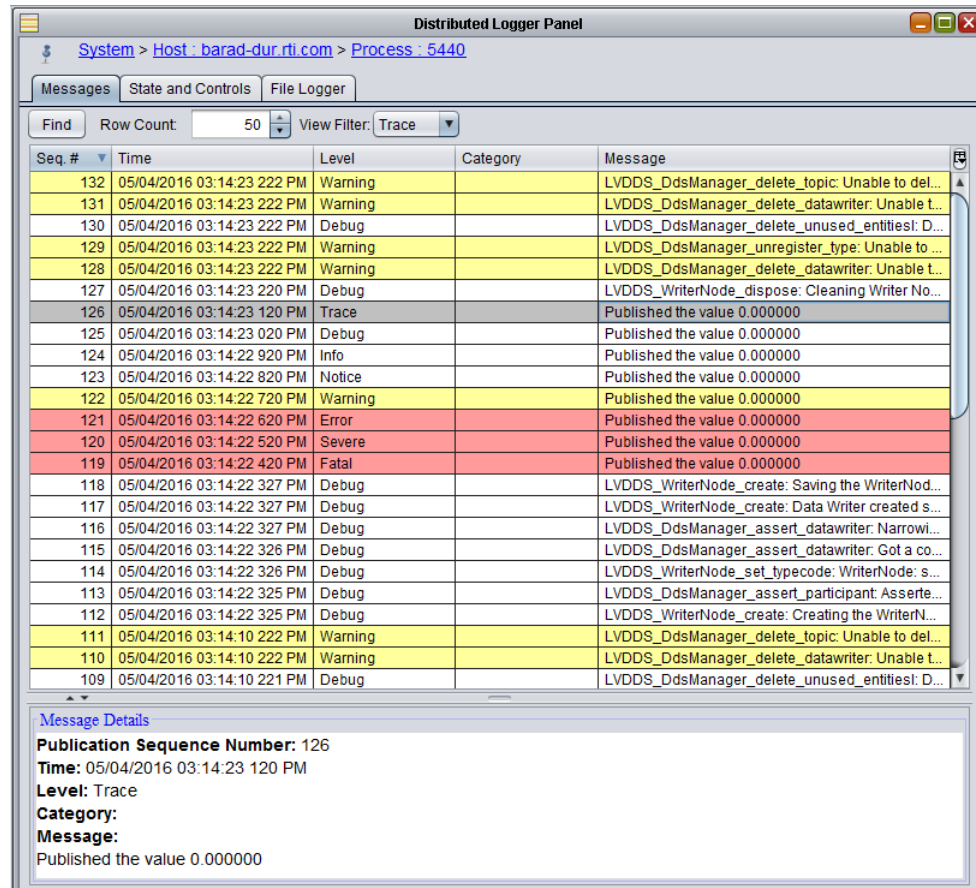 Distributed Logger Panel
System > Host : barad-dur.rti.com > Process : 5440
Messages State and Controls File Logger
Find Row Count: 50 View Filter: Trace
Seq. # Time Level Category Message
132 05/04/2016 03:14:23 222 PM Warning LVDDS_DdsManager_delete_topic: Unable to del...
131 05/04/2016 03:14:23 222 PM Warning LVDDS_DdsManager_delete_datawriter: Unable t...
130 05/04/2016 03:14:23 222 PM Debug LVDDS_DdsManager_delete_unused_entitiesI: D...
129 05/04/2016 03:14:23 222 PM Warning LVDDS_DdsManager_unregister_type: Unable to ...
128 05/04/2016 03:14:23 222 PM Warning LVDDS_DdsManager_delete_datawriter: Unable t...
127 05/04/2016 03:14:23 220 PM Debug LVDDS_WriterNode_dispose: Cleaning Writer No...
126 05/04/2016 03:14:23 120 PM Trace Published the value 0.000000
125 05/04/2016 03:14:23 020 PM Debug Published the value 0.000000
124 05/04/2016 03:14:22 920 PM Info Published the value 0.000000
123 05/04/2016 03:14:22 820 PM Notice Published the value 0.000000
122 05/04/2016 03:14:22 720 PM Warning Published the value 0.000000
121 05/04/2016 03:14:22 620 PM Error Published the value 0.000000
120 05/04/2016 03:14:22 520 PM Severe Published the value 0.000000
119 05/04/2016 03:14:22 420 PM Fatal Published the value 0.000000
118 05/04/2016 03:14:22 327 PM Debug LVDDS_WriterNode_create: Saving the WriterNod...
117 05/04/2016 03:14:22 327 PM Debug LVDDS_WriterNode_create: Data Writer created s...
116 05/04/2016 03:14:22 327 PM Debug LVDDS_DdsManager_assert_datawriter: Narrowi...
115 05/04/2016 03:14:22 326 PM Debug LVDDS_DdsManager_assert_datawriter: Got a co...
114 05/04/2016 03:14:22 326 PM Debug LVDDS_WriterNode_set_typecode: WriterNode: s...
113 05/04/2016 03:14:22 325 PM Debug LVDDS_DdsManager_assert_participant: Asserte...
112 05/04/2016 03:14:22 325 PM Debug LVDDS_WriterNode_create: Creating the WriterN...
111 05/04/2016 03:14:10 222 PM Warning LVDDS_DdsManager_delete_topic: Unable to del...
110 05/04/2016 03:14:10 222 PM Warning LVDDS_DdsManager_delete_datawriter: Unable t...
109 05/04/2016 03:14:10 221 PM Debug LVDDS_DdsManager_delete_unused_entitiesI: D...
Message Details
Publication Sequence Number: 126
Time: 05/04/2016 03:14:23 120 PM
Level: Trace
Category:
Message:
Published the value 0.000000